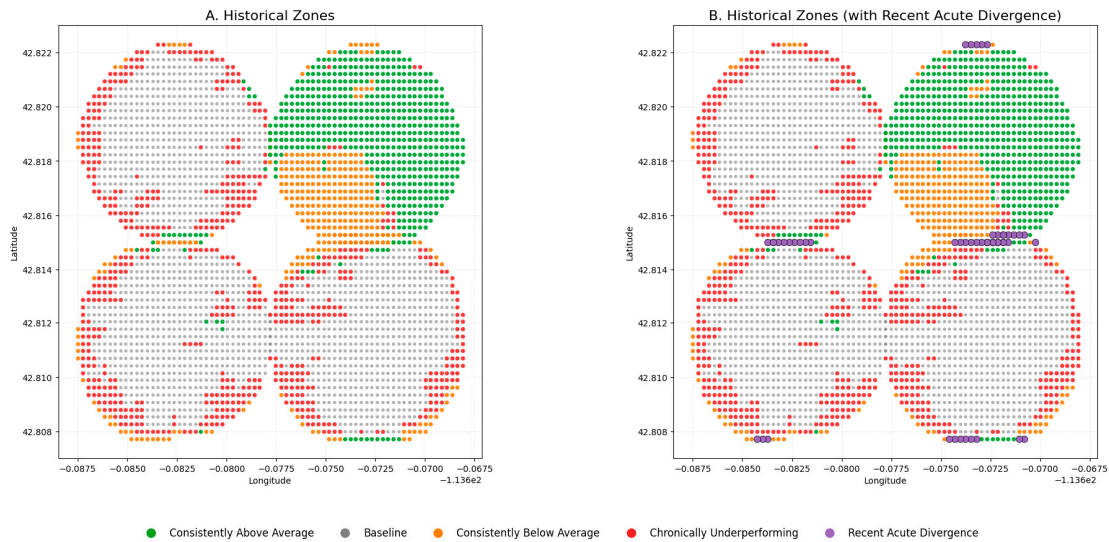 A. Historical Zones
B. Historical Zones (with Recent Acute Divergence)
42.822
42.820
42.818
42.816
42.814
42.812
42.810
42.808
Latitude
−0.0875 −0.0850 −0.0825 −0.0800 −0.0775 −0.0750 −0.0725 −0.0700 −0.0675
Longitude
−1.136e2
42.822
42.820
42.818
42.816
42.814
42.812
42.810
42.808
Latitude
−0.0875 −0.0850 −0.0825 −0.0800 −0.0775 −0.0750 −0.0725 −0.0700 −0.0675
Longitude
−1.136e2
Consistently Above Average Baseline Consistently Below Average Chronically Underperforming Recent Acute Divergence